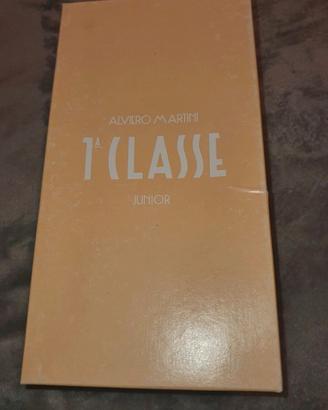 ALVIERO MARTINI
1ª CLASSE
JUNIOR